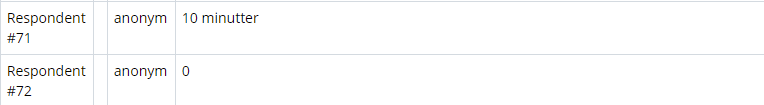 Respondent #71 anonym 10 minutter
Respondent #72 anonym 0